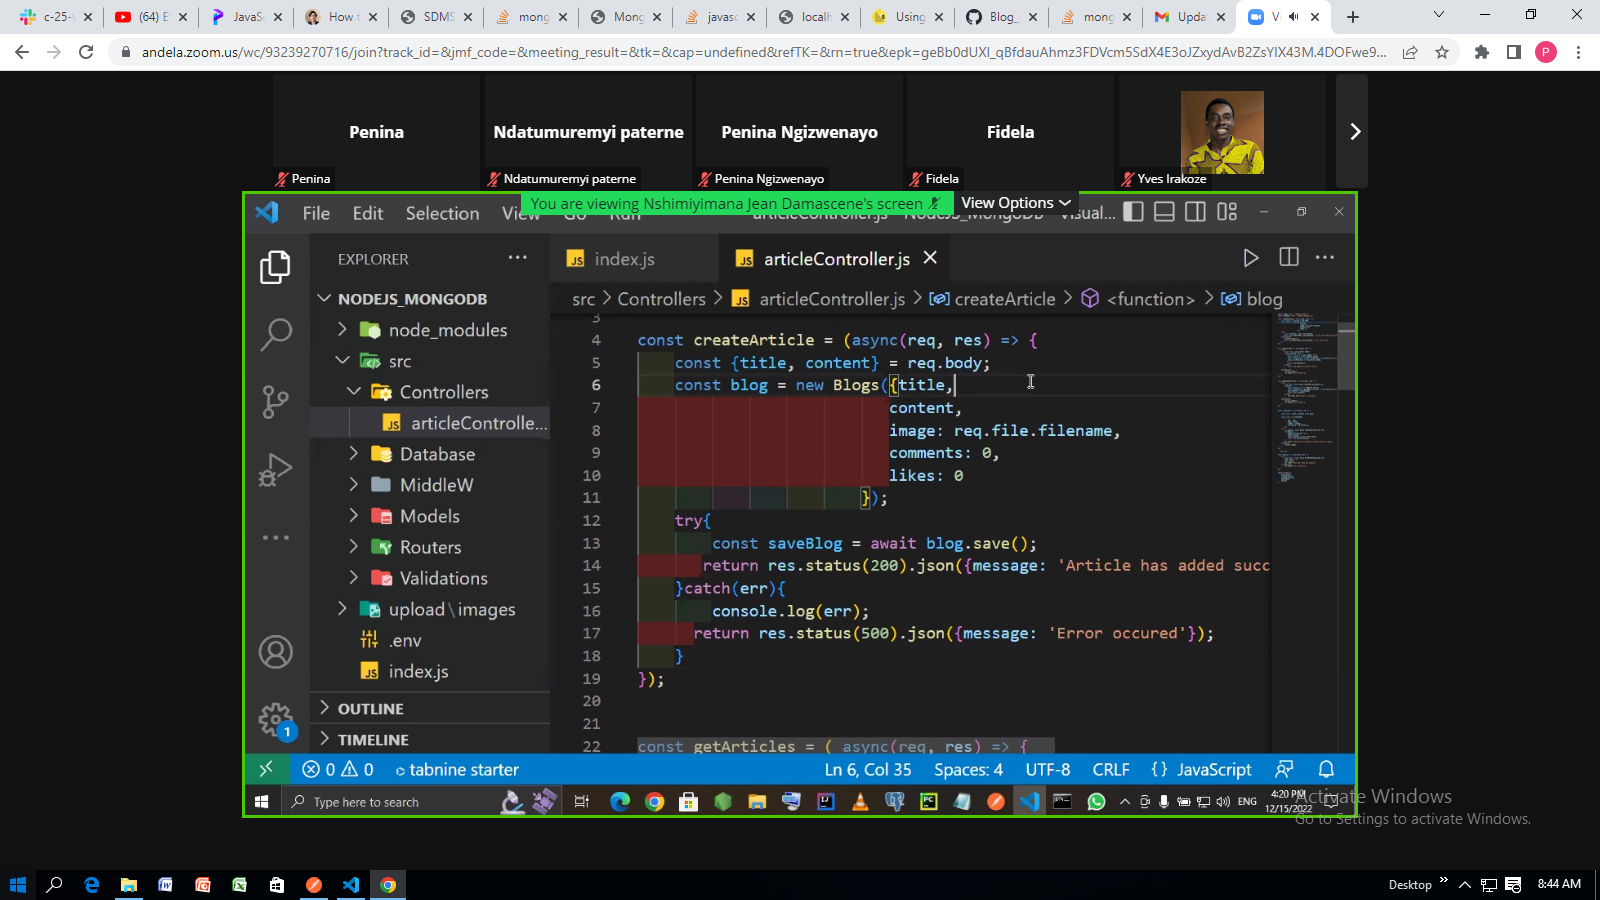 c-25-
(64) E
JavaSc
How t
SDMS
mong
Mong
javasc
localh
Using
Blog_
mong
Updat
andela.zoom.us/wc/93239270716/join?track_id=&jmf_code=&meeting_result=&tk=&cap=undefined&refTK=&rn=true&epk=geBb0dUXI_qBfdauAhmz3FDVcm5SdX4E3oJZxydAvB2ZsYIX43M.4DOFwe9...
P
Penina
Ndatumuremyi paterne
Penina Ngizwenayo
Fidela
Penina
Ndatumuremyi paterne
Penina Ngizwenayo
Fidela
Yves Irakoze
You are viewing Nshimiyimana Jean Damascene's screen
View Options
File Edit Selection View Go Run
articleController.js - NodeJS_MongoDB - Visual...
EXPLORER
index.js
articleController.js
src > Controllers > articleController.js > createArticle > <function> > blog
NODEJS_MONGODB
node_modules
src
Controllers
articleControlle...
Database
MiddleW
Models
Routers
Validations
upload\images
.env
index.js
OUTLINE
TIMELINE
1
3
4 const createArticle = (async(req, res) => {
5 const {title, content} = req.body;
6 const blog = new Blogs({title,
7 content,
8 image: req.file.filename,
9 comments: 0,
10 likes: 0
11 });
12 try{
13 const saveBlog = await blog.save();
14 return res.status(200).json({message: 'Article has added succ
15 }catch(err){
16 console.log(err);
17 return res.status(500).json({message: 'Error occured'});
18 }
19 });
20
21
22 const getArticles = ( async(req, res) => {
0 0 tabnine starter
Ln 6, Col 35 Spaces: 4 UTF-8 CRLF {} JavaScript
Type here to search
ENG
4:20 PM
12/15/2022
Activate Windows
Go to Settings to activate Windows.
Desktop
8:44 AM